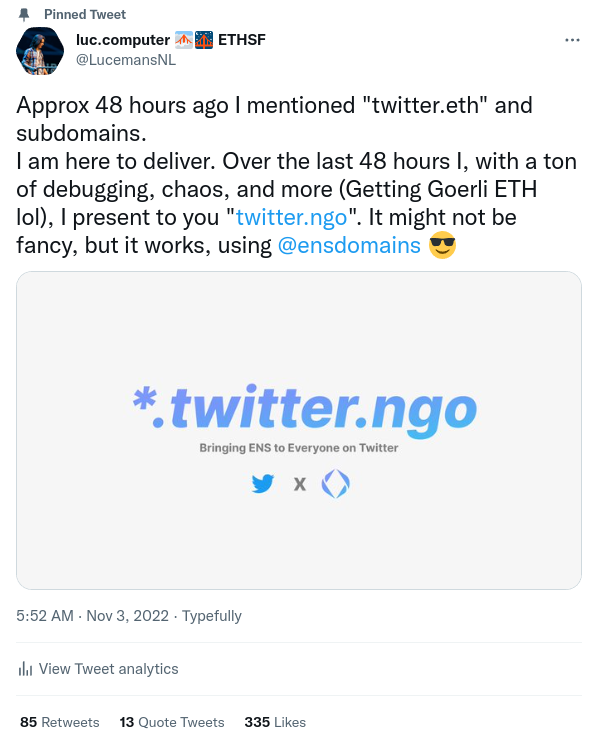 Pinned Tweet
luc.computer 🌁🌉 ETHSF
@LucemansNL
Approx 48 hours ago I mentioned "twitter.eth" and
subdomains.
I am here to deliver. Over the last 48 hours I, with a ton
of debugging, chaos, and more (Getting Goerli ETH
lol), I present to you "twitter.ngo". It might not be
fancy, but it works, using @ensdomains 😎
*.twitter.ngo
Bringing ENS to Everyone on Twitter
X
5:52 AM · Nov 3, 2022 · Typefully
View Tweet analytics
85 Retweets 13 Quote Tweets 335 Likes